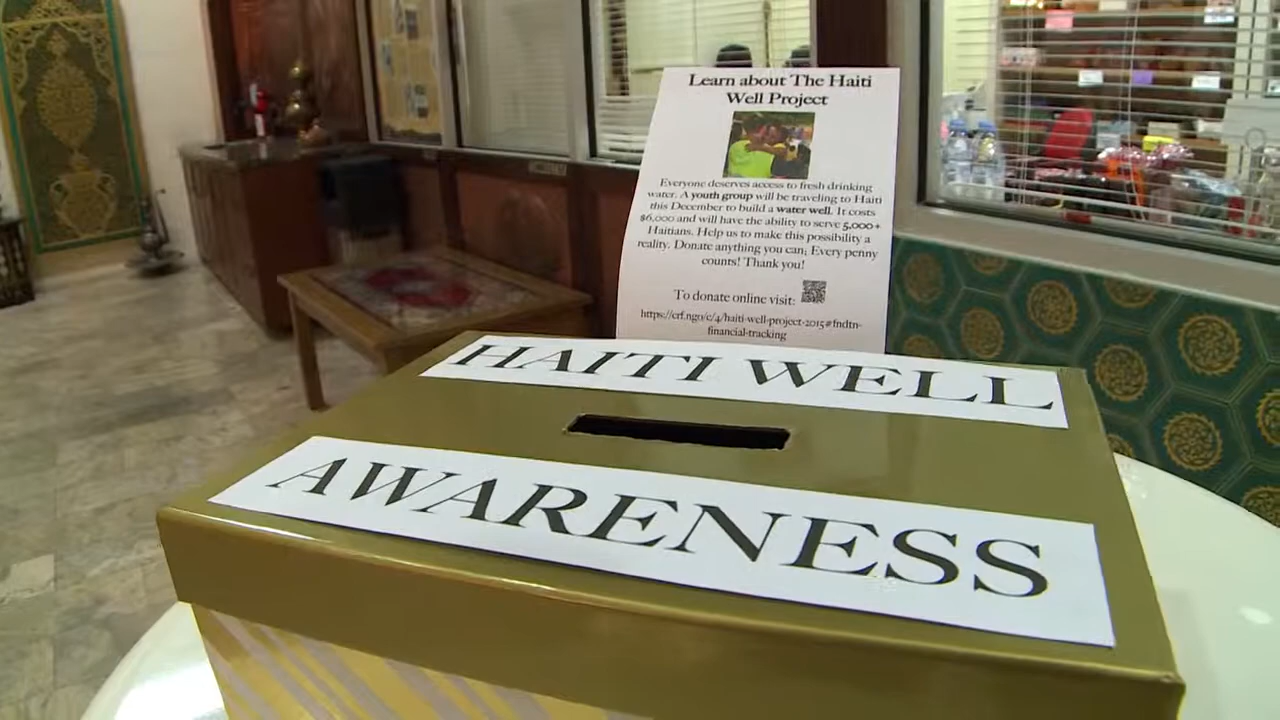 Learn about The Haiti
Well Project
Everyone deserves access to fresh drinking
water. A youth group will be traveling to Haiti
this December to build a water well. It costs
$6,000 and will have the ability to serve 5,000+
Haitians. Help us to make this possibility a
reality. Donate anything you can; Every penny
counts! Thank you!
To donate online visit:
https://crf.ngo/c/4/haiti-well-project-2015#fndtn-
financial-tracking
HAITI WELL
AWARENESS